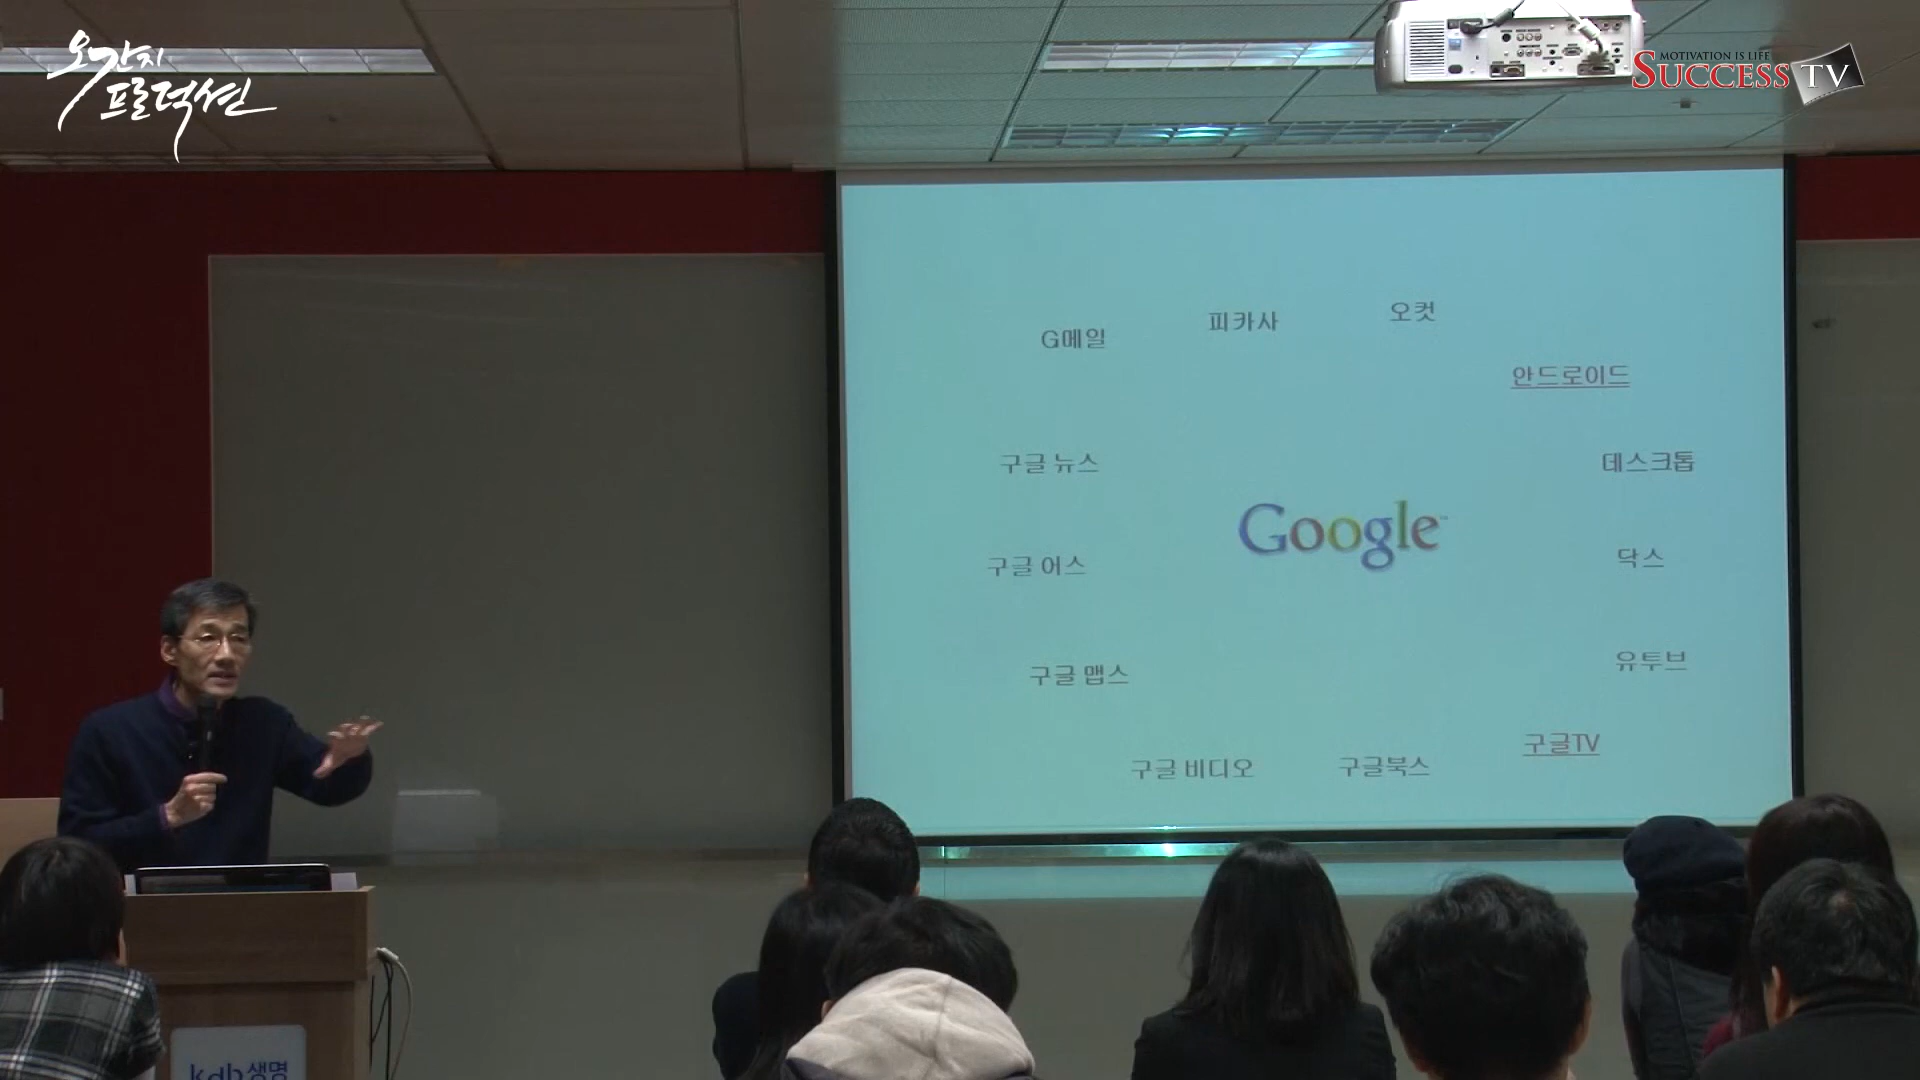 오간지
프로덕션
MOTIVATION IS LIFE
SUCCESS TV
오컷
피카사
G메일
안드로이드
구글 뉴스
데스크톱
Google™
구글 어스
닥스
구글 맵스
유투브
구글TV
구글 비디오
구글북스
kdb생명